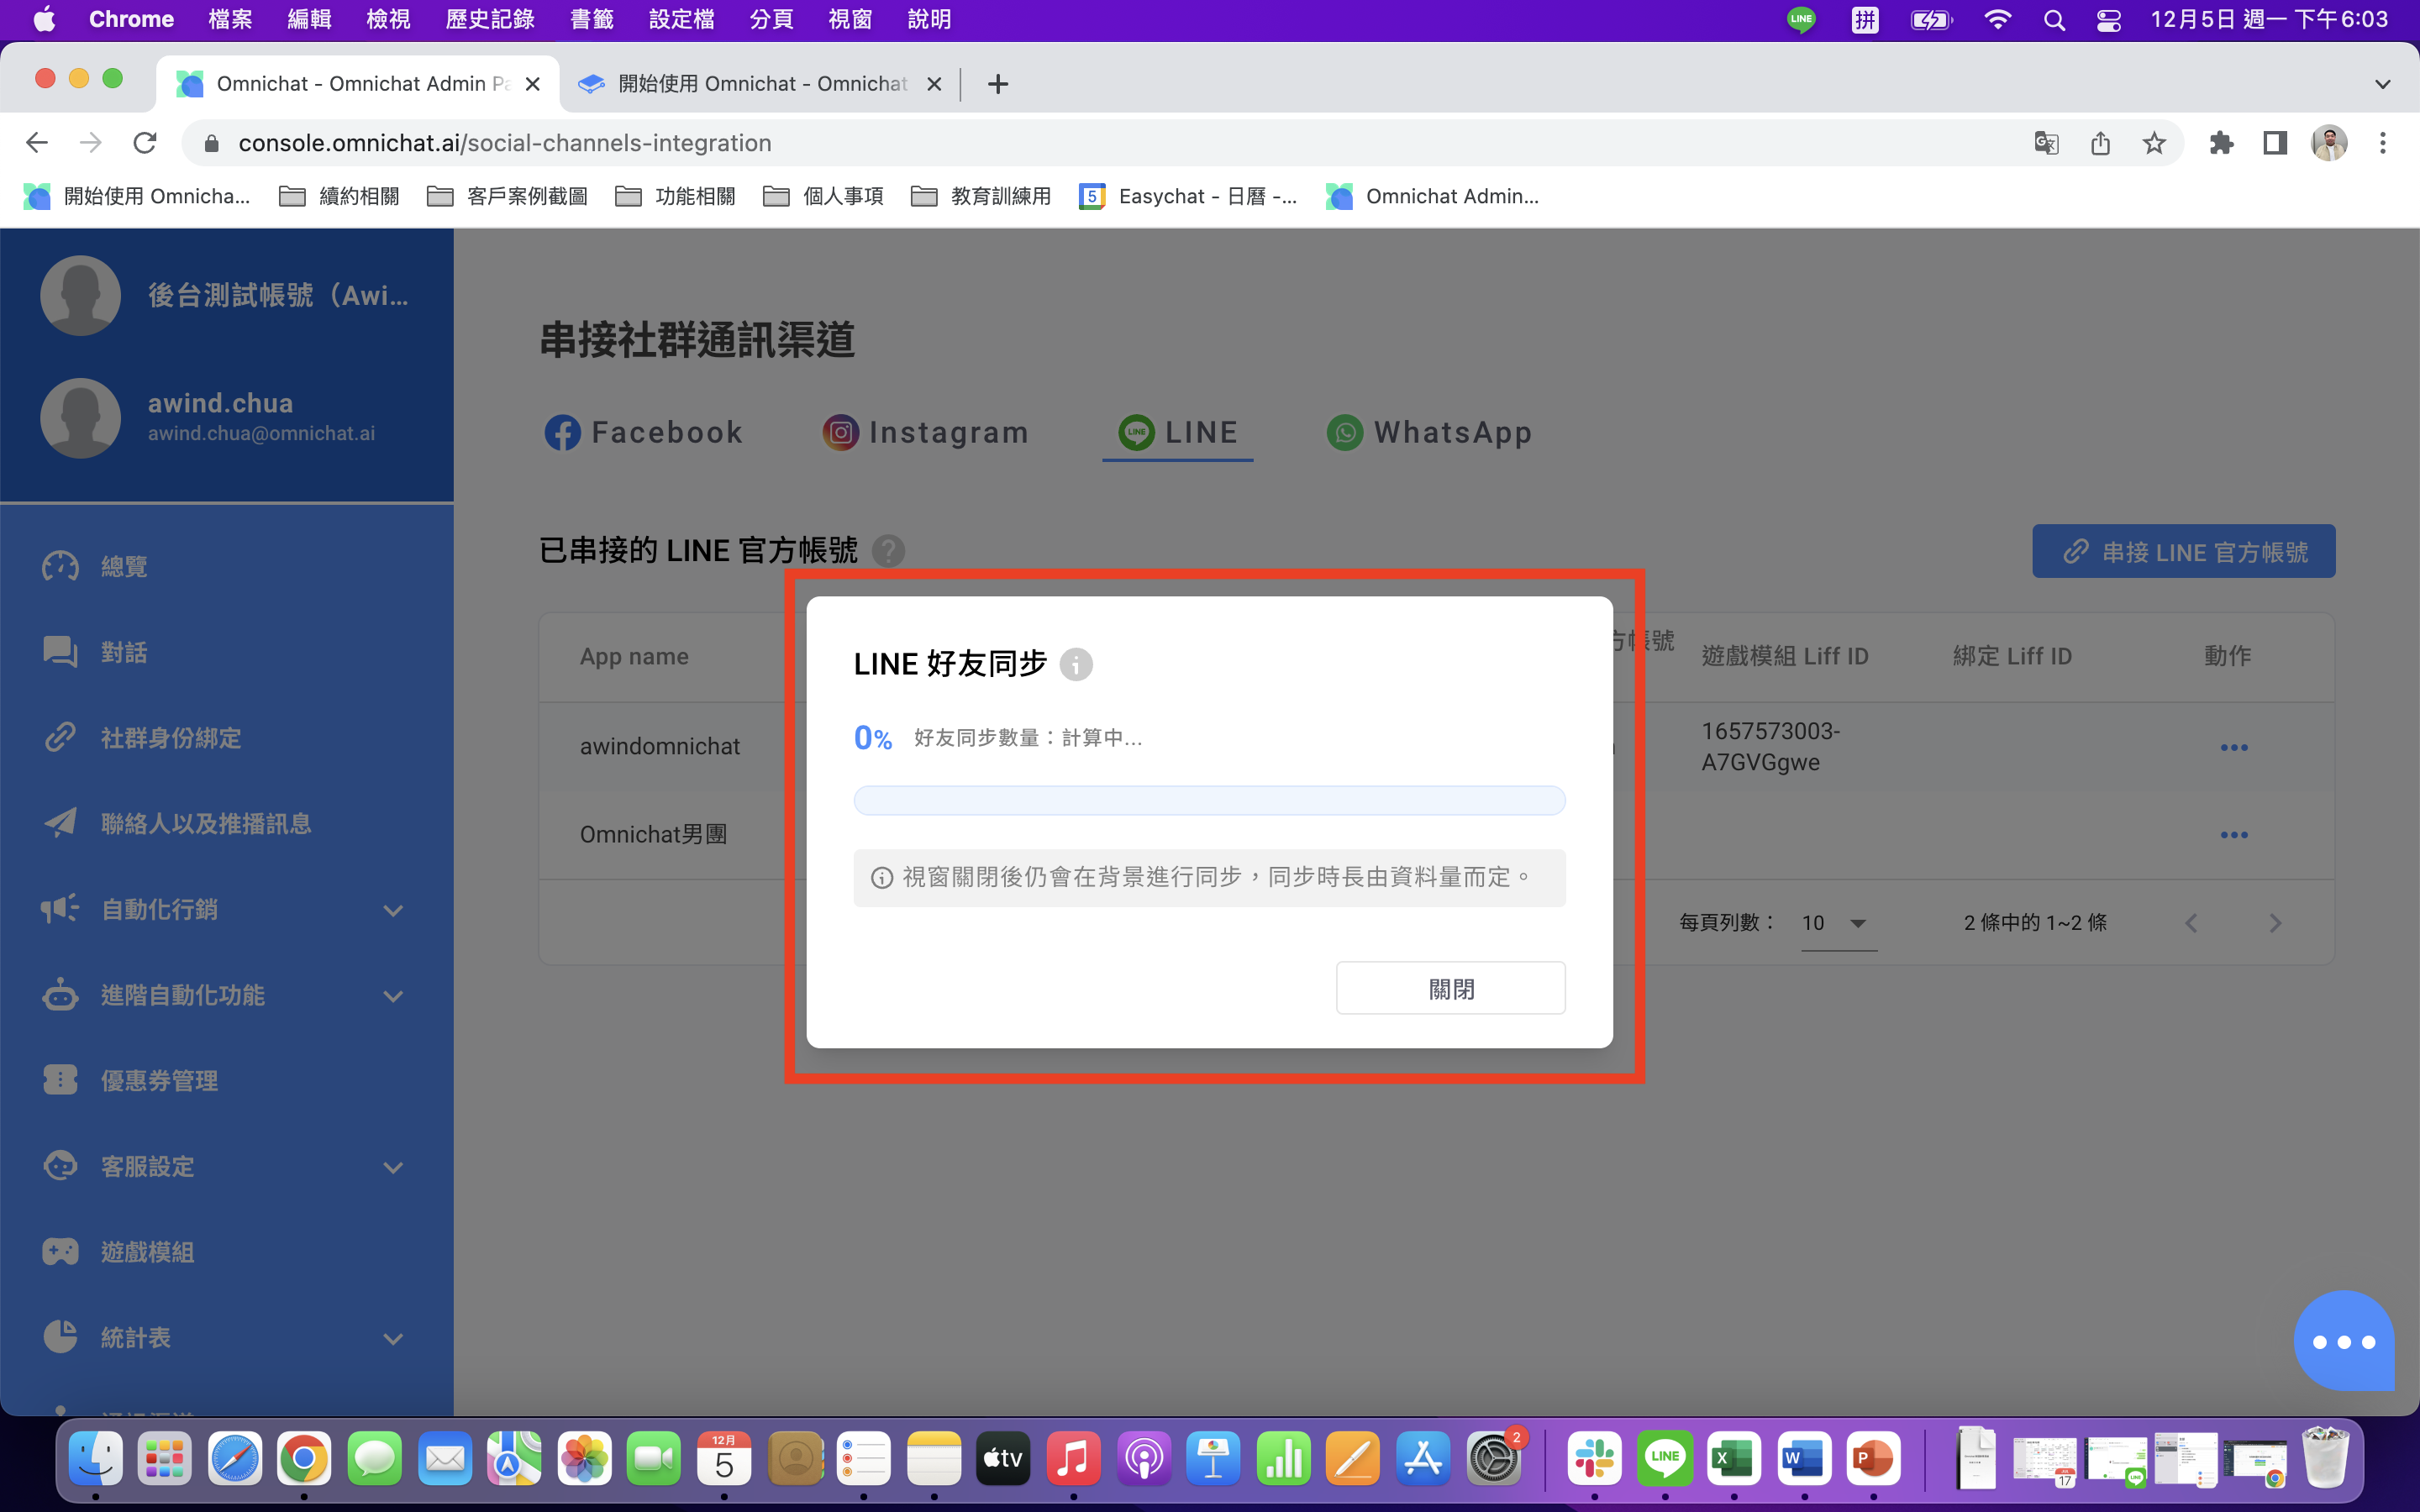 Chrome 檔案 編輯 檢視 歷史記錄 書籤 設定檔 分頁 視窗 說明 LINE 拼 12月5日 週一 下午6:03
Omnichat - Omnichat Admin Pa 開始使用 Omnichat - Omnichat
console.omnichat.ai/social-channels-integration
開始使用 Omnicha... 續約相關 客戶案例截圖 功能相關 個人事項 教育訓練用 5 Easychat - 日曆 -... Omnichat Admin...
後台測試帳號（Awi...
awind.chua
awind.chua@omnichat.ai
總覽
對話
社群身份綁定
聯絡人以及推播訊息
自動化行銷
進階自動化功能
優惠券管理
客服設定
遊戲模組
統計表
串接社群通訊渠道
Facebook Instagram LINE LINE WhatsApp
已串接的 LINE 官方帳號 ?
串接 LINE 官方帳號
App name 方帳號 遊戲模組 Liff ID 綁定 Liff ID 動作
awindomnichat 1657573003-
A7GVGgwe
Omnichat男團
每頁列數： 10 2 條中的 1~2 條
LINE 好友同步
0% 好友同步數量：計算中...
視窗關閉後仍會在背景進行同步，同步時長由資料量而定。
關閉
12月
5
tv
2
LINE
X
W
P
17